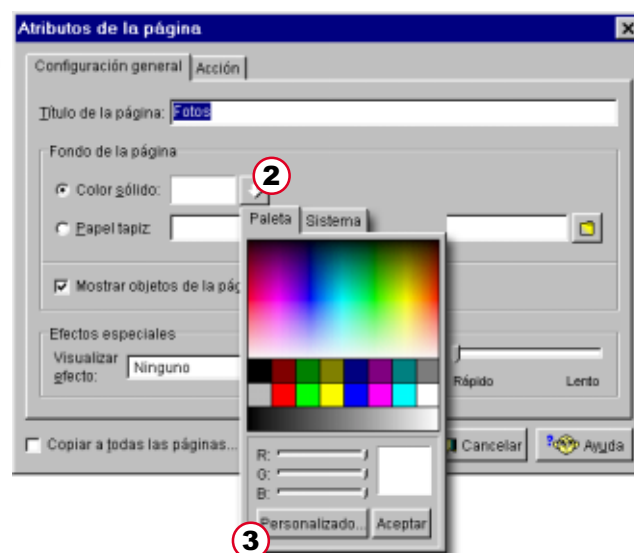 Atributos de la página
Configuración general Acción
Título de la página: Fotos
Fondo de la página
2
Color sólido:
Paleta Sistema
Papel tapiz:
Mostrar objetos de la pág
Efectos especiales
Visualizar efecto: Ninguno
Rápido Lento
Copiar a todas las páginas... Cancelar Ayuda
R:
G:
B:
Personalizado... Aceptar
3